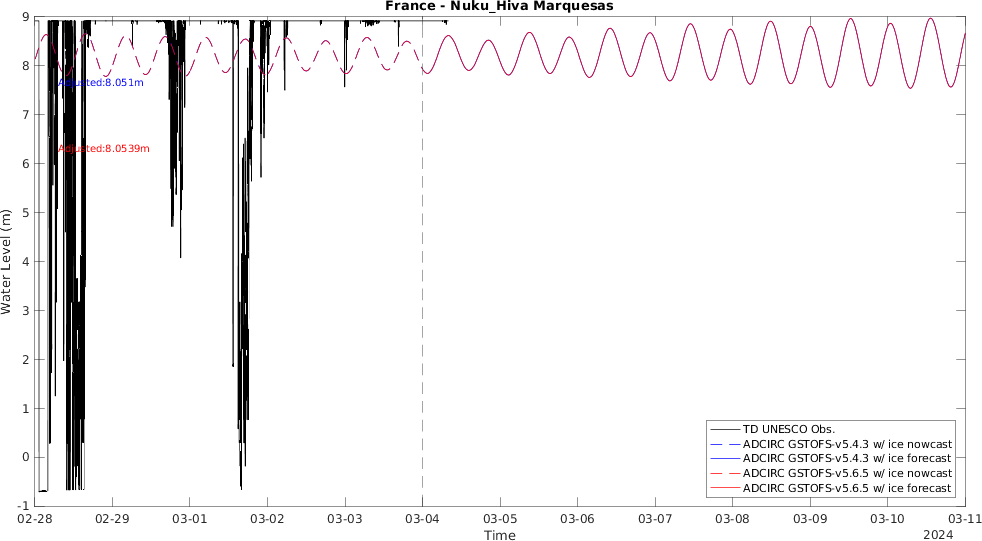 France - Nuku_Hiva Marquesas
Water Level (m)
9
8
7
6
5
4
3
2
1
0
-1
Adjusted:8.051m
Adjusted:8.0539m
TD UNESCO Obs.
ADCIRC GSTOFS-v5.4.3 w/ ice nowcast
ADCIRC GSTOFS-v5.4.3 w/ ice forecast
ADCIRC GSTOFS-v5.6.5 w/ ice nowcast
ADCIRC GSTOFS-v5.6.5 w/ ice forecast
02-28 02-29 03-01 03-02 03-03 03-04 03-05 03-06 03-07 03-08 03-09 03-10 03-11
Time
2024